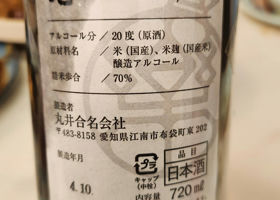 アルコール分／20度(原酒)
原材料名／米(国産)、米麹(国産米)
醸造アルコール
精米歩合／70%
製造者
丸井合名会社
〒483-8158 愛知県江南市布袋町東202
製造年月
4.10.
プラ
キャップ
(中栓)
品目
日本酒
内容量
720ml